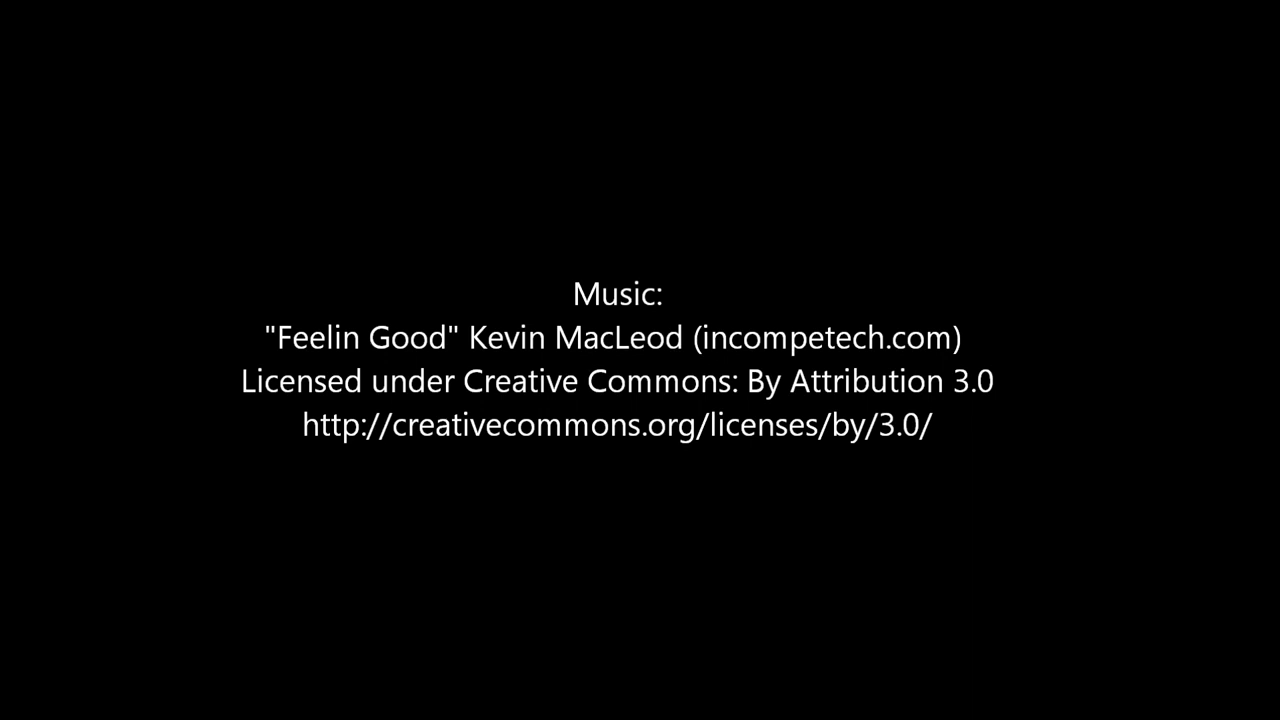 Music:
"Feelin Good" Kevin MacLeod (incompetech.com)
Licensed under Creative Commons: By Attribution 3.0
http://creativecommons.org/licenses/by/3.0/